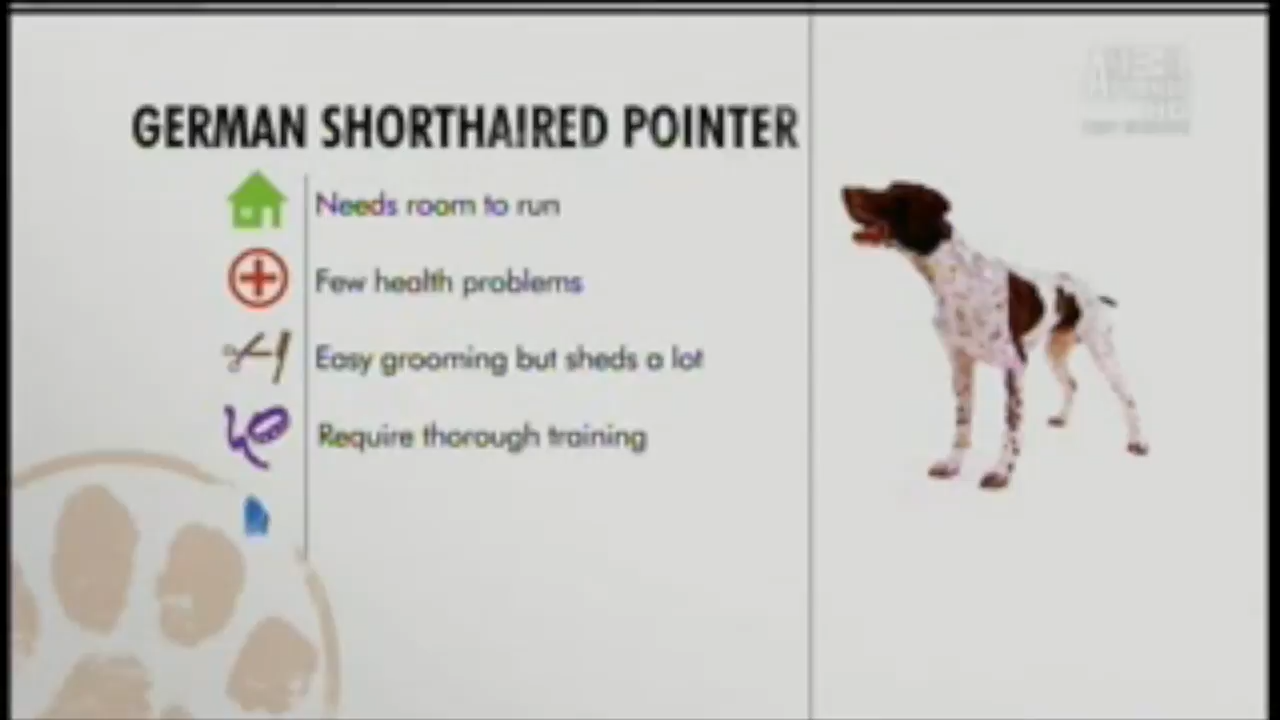 GERMAN SHORTHAIRED POINTER
Needs room to run
Few health problems
Easy grooming but sheds a lot
Require thorough training